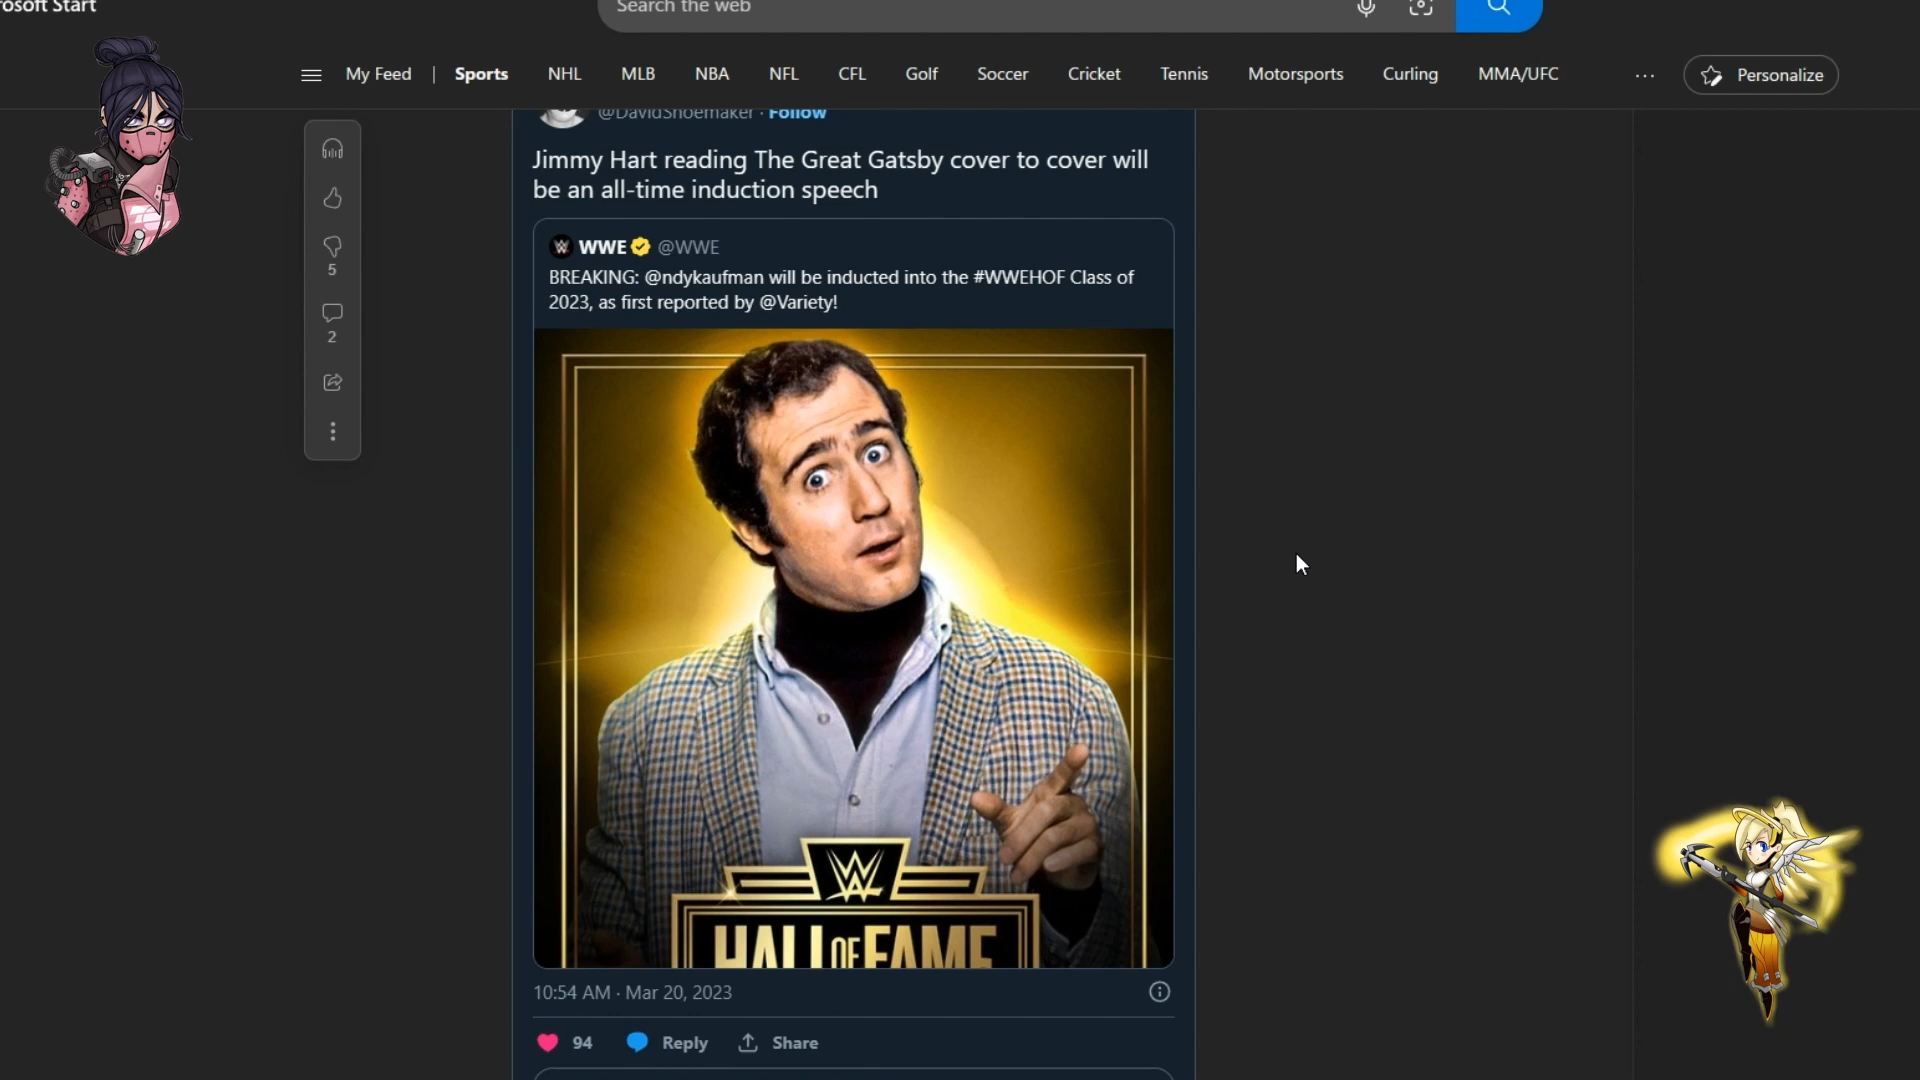 rosoft Start
Search the web
My Feed | Sports NHL MLB NBA NFL CFL Golf Soccer Cricket Tennis Motorsports Curling MMA/UFC ... Personalize
@DavidShoemaker · Follow
Jimmy Hart reading The Great Gatsby cover to cover will
be an all-time induction speech
WWE @WWE
BREAKING: @ndykaufman will be inducted into the #WWEHOF Class of
2023, as first reported by @Variety!
5
2
W
HALL OF FAME
10:54 AM · Mar 20, 2023
94 Reply Share